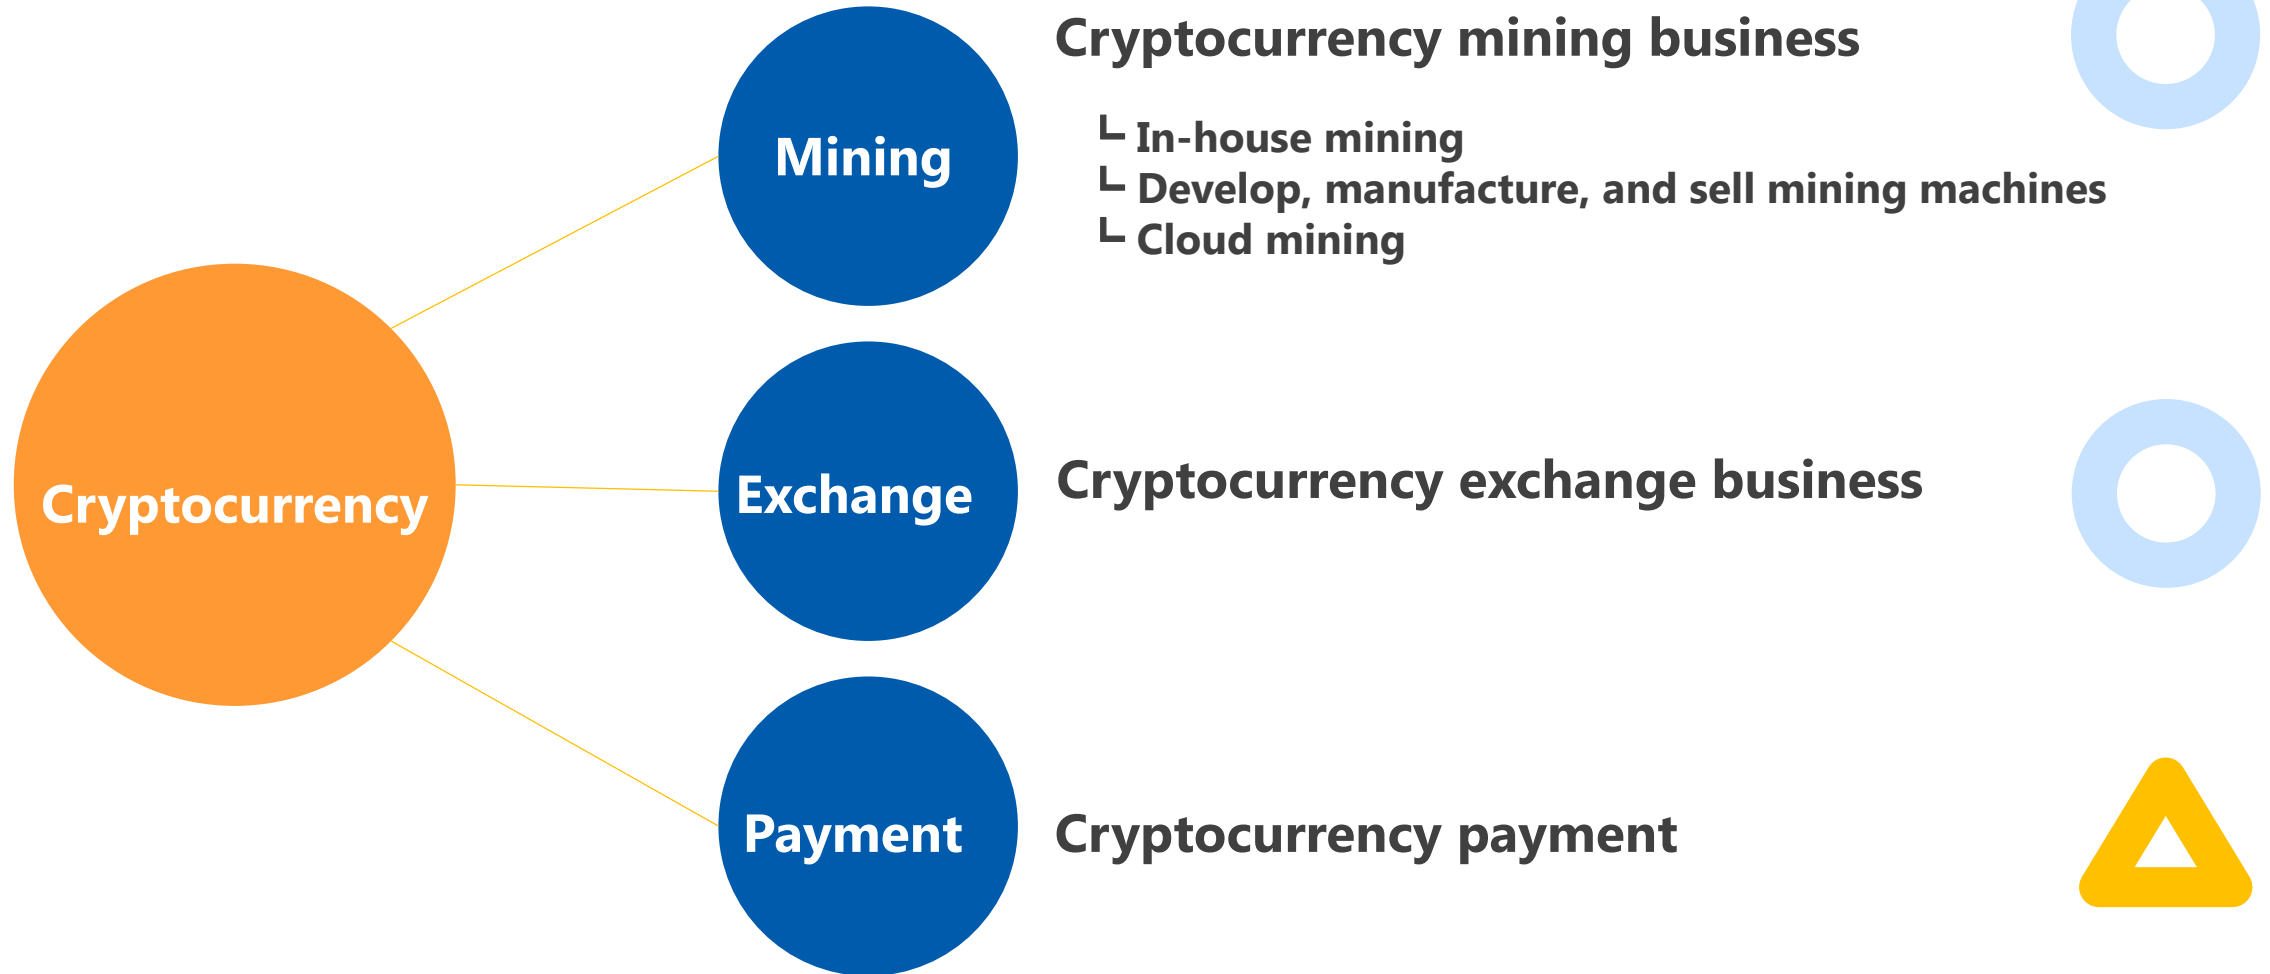 Cryptocurrency
Mining
Cryptocurrency mining business
┗ In-house mining
┗ Develop, manufacture, and sell mining machines
┗ Cloud mining
Exchange
Cryptocurrency exchange business
Payment
Cryptocurrency payment